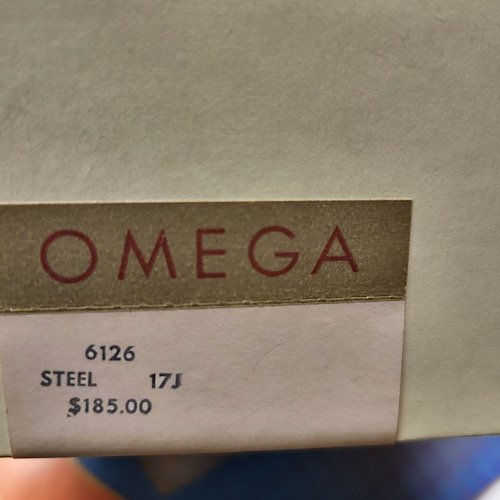 OMEGA
6126
STEEL 17J
$185.00